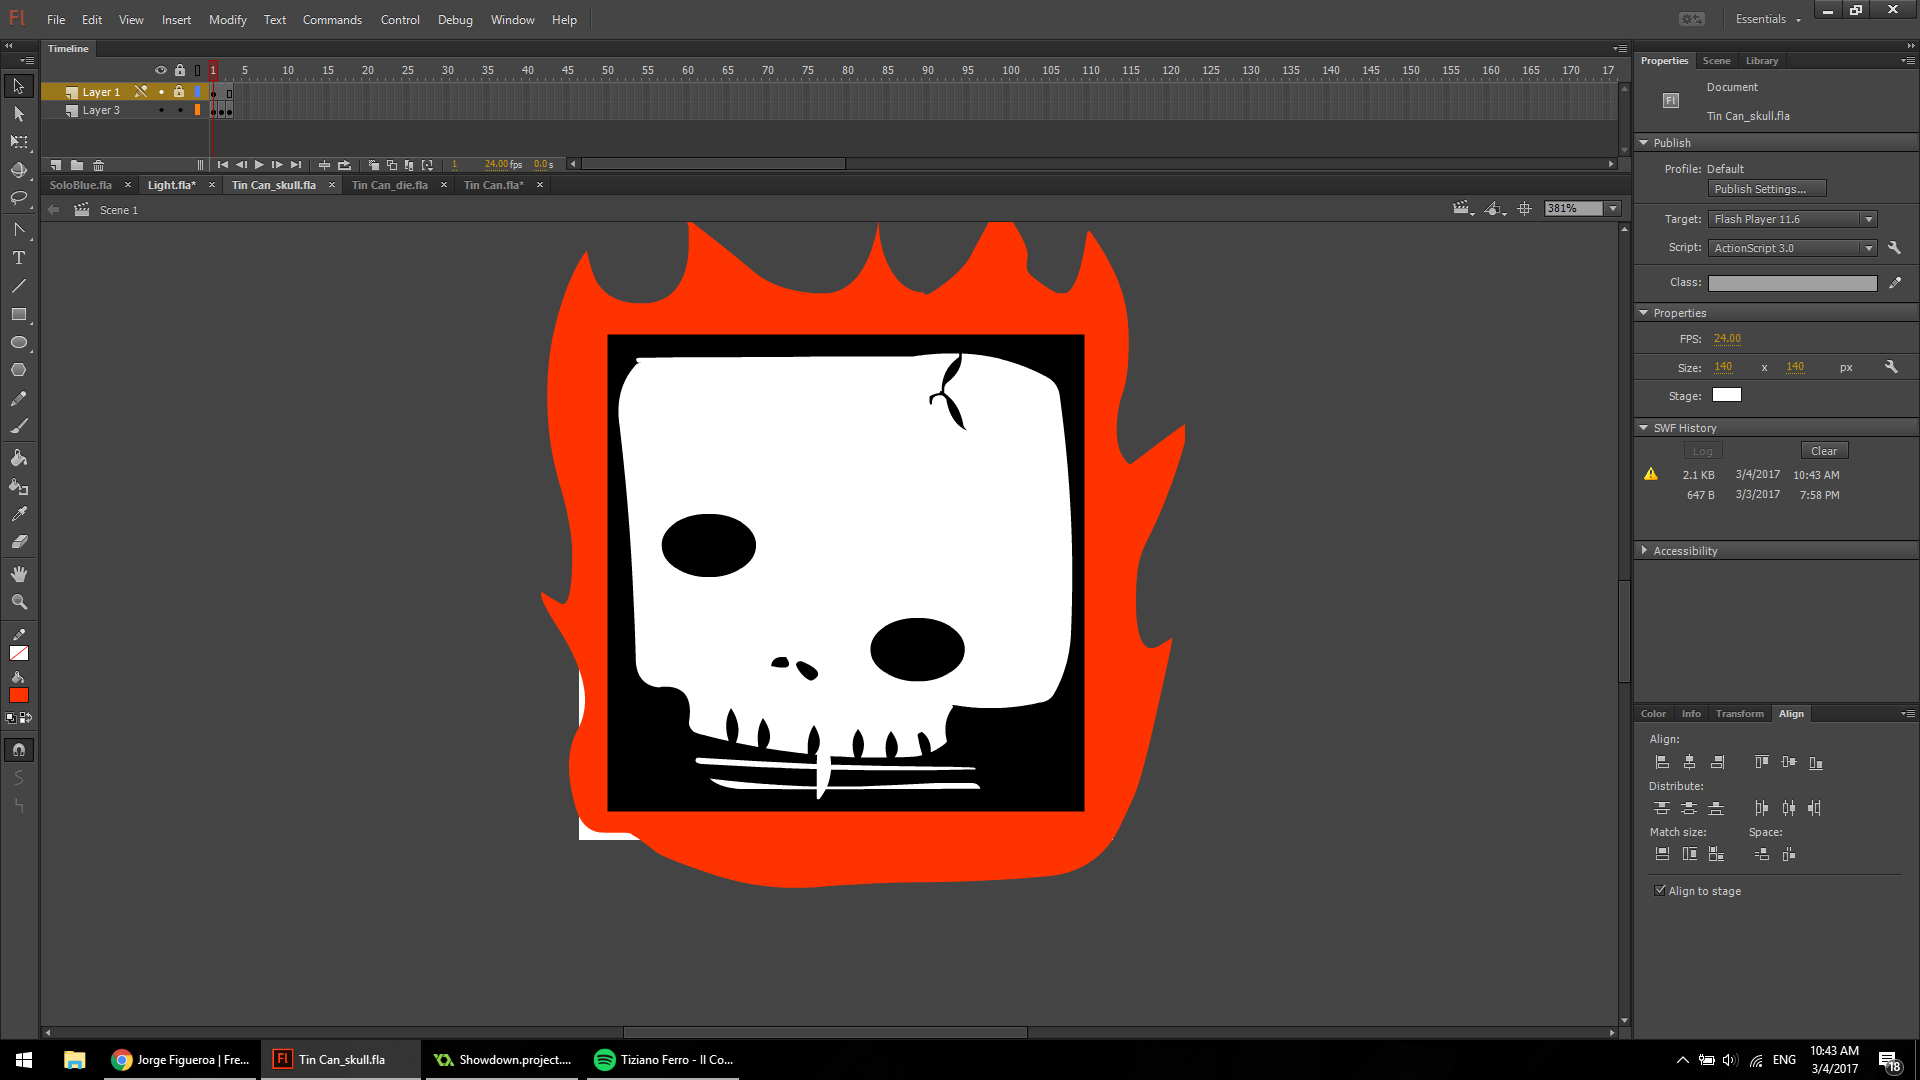 Fl File Edit View Insert Modify Commands Text Control Debug Window Help Essentials
Timeline
1 5 10 15 20 25 30 35 40 45 50 55 60 65 70 75 80 85 90 95 100 105 110 115 120 125 130 135 140 145 150 155 160 165 170 17
Layer 1
Layer 3
1 24.00 fps 0.0 s
SoloBlue.fla Light.fla* Tin Can_skull.fla Tin Can_die.fla Tin Can.fla*
Scene 1 381%
Properties Scene Library
Document
Fl
Tin Can_skull.fla
Publish
Profile: Default
Publish Settings...
Target: Flash Player 11.6
Script: ActionScript 3.0
Class:
Properties
FPS: 24.00
Size: 140 x 140 px
Stage:
SWF History
Log Clear
2.1 KB 3/4/2017 10:43 AM
647 B 3/3/2017 7:58 PM
Accessibility
Color Info Transform Align
Align:
Distribute:
Match size: Space:
Align to stage
Jorge Figueroa | Fre... Fl Tin Can_skull.fla Showdown.project.... Tiziano Ferro - Il Co... ENG 10:43 AM
3/4/2017
18